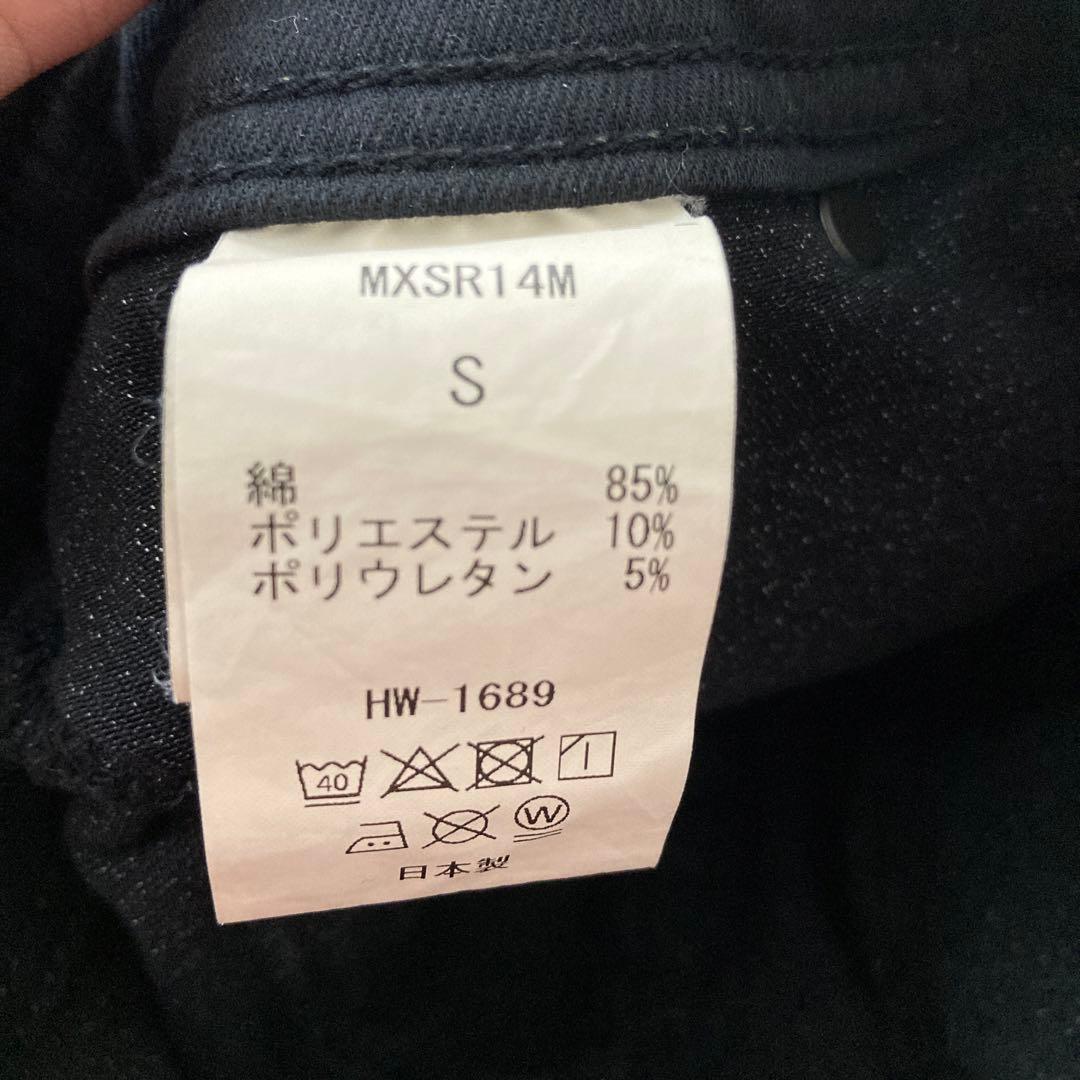 MXSR14M
S
綿 85%
ポリエステル 10%
ポリウレタン 5%
HW-1689
40
W
日本製